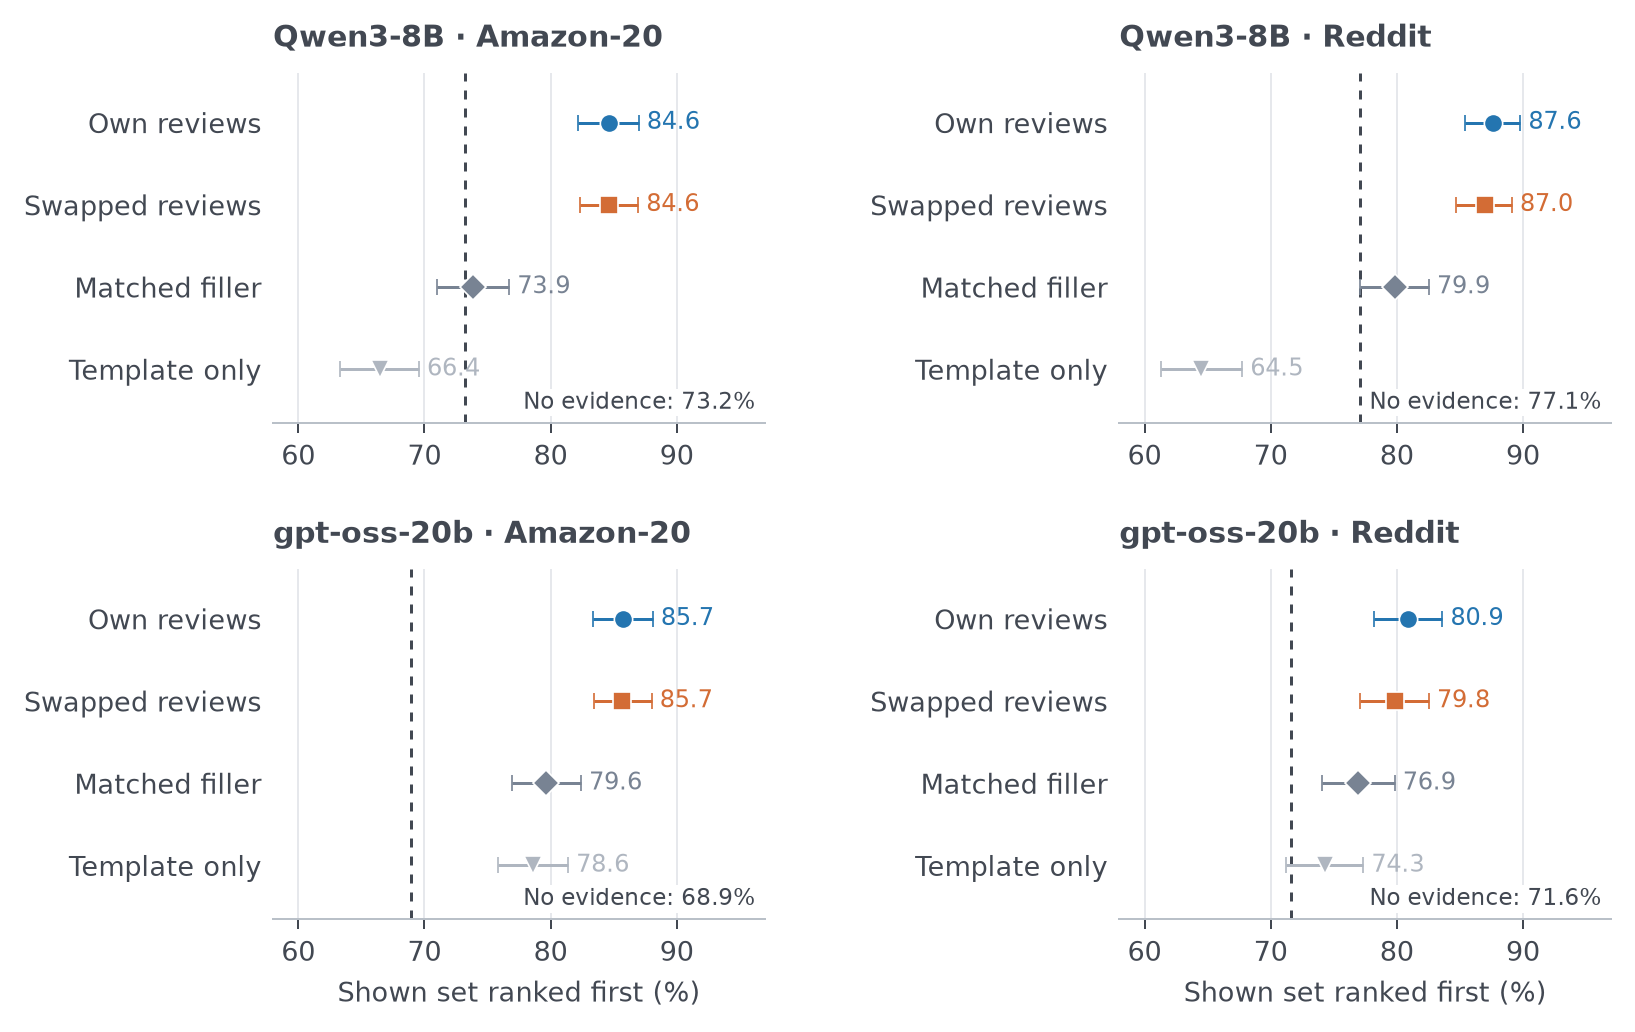 Qwen3-8B · Amazon-20
Own reviews
84.6
Swapped reviews
84.6
Matched filler
73.9
Template only
66.4
No evidence: 73.2%
60 70 80 90
Qwen3-8B · Reddit
Own reviews
87.6
Swapped reviews
87.0
Matched filler
79.9
Template only
64.5
No evidence: 77.1%
60 70 80 90
gpt-oss-20b · Amazon-20
Own reviews
85.7
Swapped reviews
85.7
Matched filler
79.6
Template only
78.6
No evidence: 68.9%
60 70 80 90
Shown set ranked first (%)
gpt-oss-20b · Reddit
Own reviews
80.9
Swapped reviews
79.8
Matched filler
76.9
Template only
74.3
No evidence: 71.6%
60 70 80 90
Shown set ranked first (%)